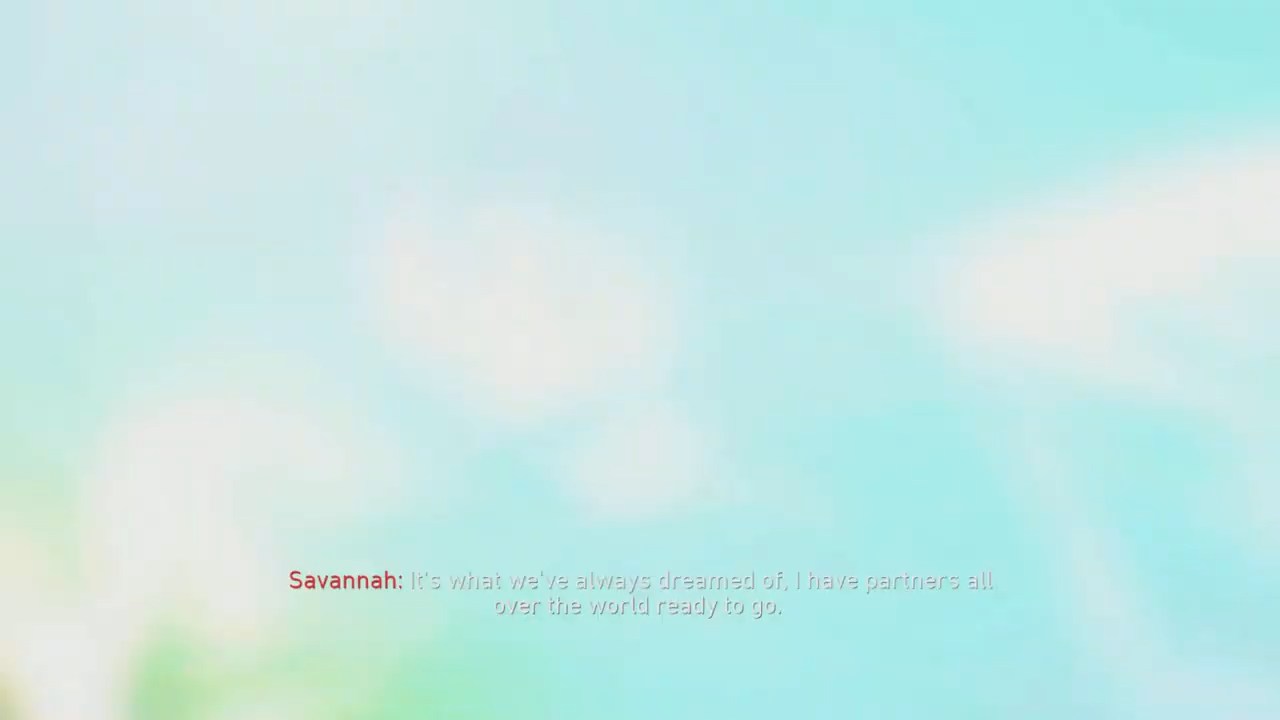 Savannah: It's what we've always dreamed of, I have partners all
over the world ready to go.